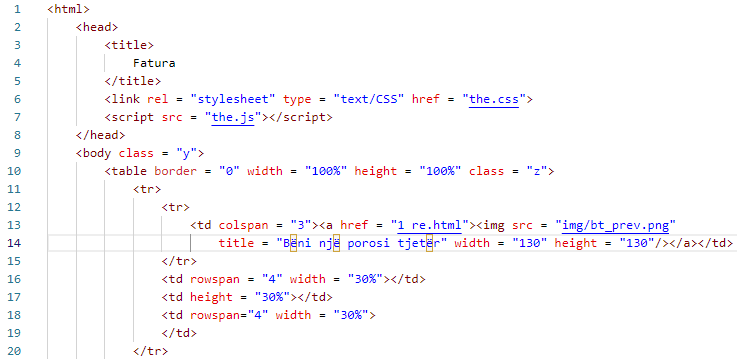 1 <html>
2 <head>
3 <title>
4 Fatura
5 </title>
6 <link rel = "stylesheet" type = "text/CSS" href = "the.css">
7 <script src = "the.js"></script>
8 </head>
9 <body class = "y">
10 <table border = "0" width = "100%" height = "100%" class = "z">
11 <tr>
12 <tr>
13 <td colspan = "3"><a href = "1 re.html"><img src = "img/bt_prev.png"
14 title = "Bëni një porosi tjetër" width = "130" height = "130"/></a></td>
15 </tr>
16 <td rowspan = "4" width = "30%"></td>
17 <td height = "30%"></td>
18 <td rowspan="4" width = "30%">
19 </td>
20 </tr>